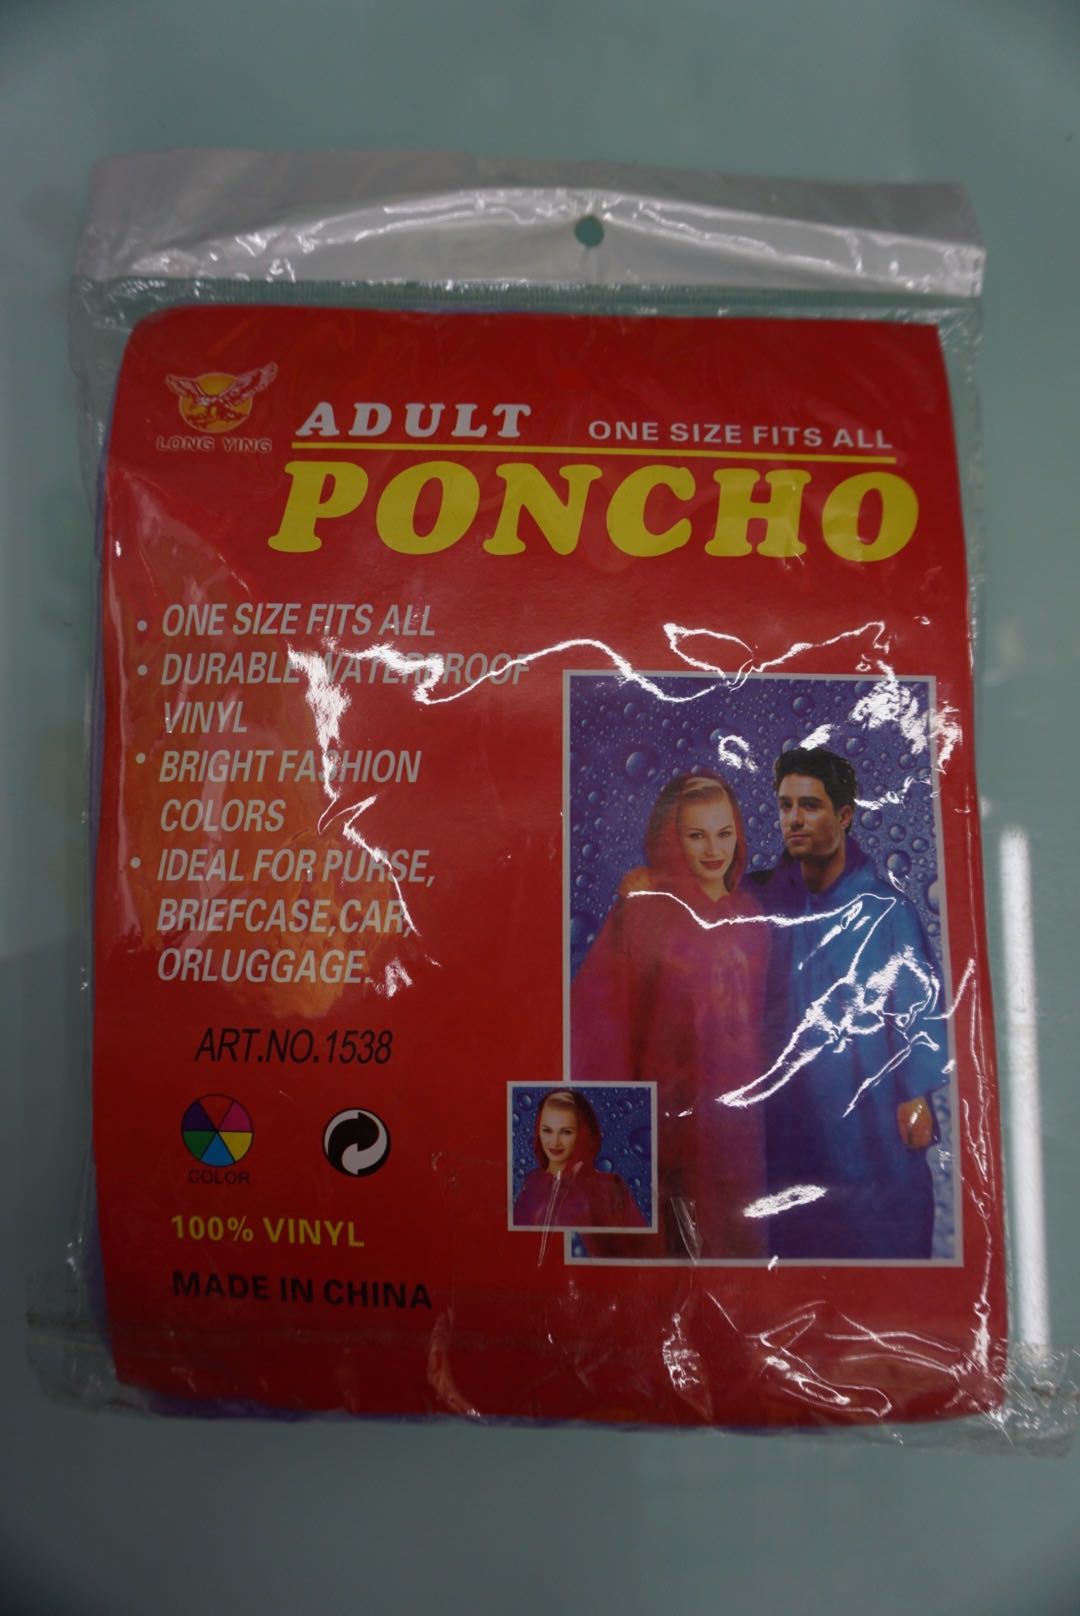 LONG YING
ADULT ONE SIZE FITS ALL
PONCHO
• ONE SIZE FITS ALL
• DURABLE WATERPROOF
VINYL
• BRIGHT FASHION
COLORS
• IDEAL FOR PURSE,
BRIEFCASE,CAR,
ORLUGGAGE.
ART.NO.1538
COLOR
100% VINYL
MADE IN CHINA